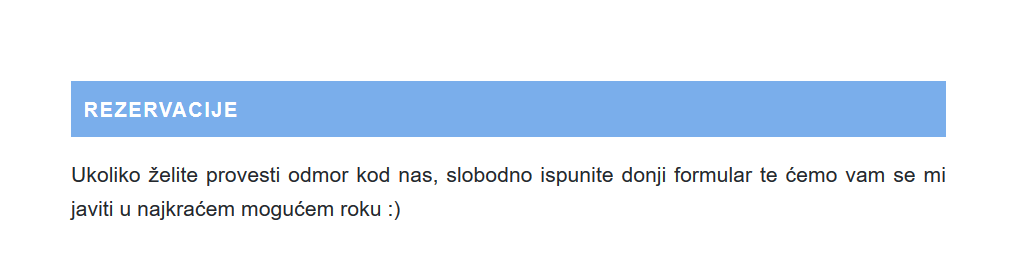 REZERVACIJE
Ukoliko želite provesti odmor kod nas, slobodno ispunite donji formular te ćemo vam se mi
javiti u najkraćem mogućem roku :)